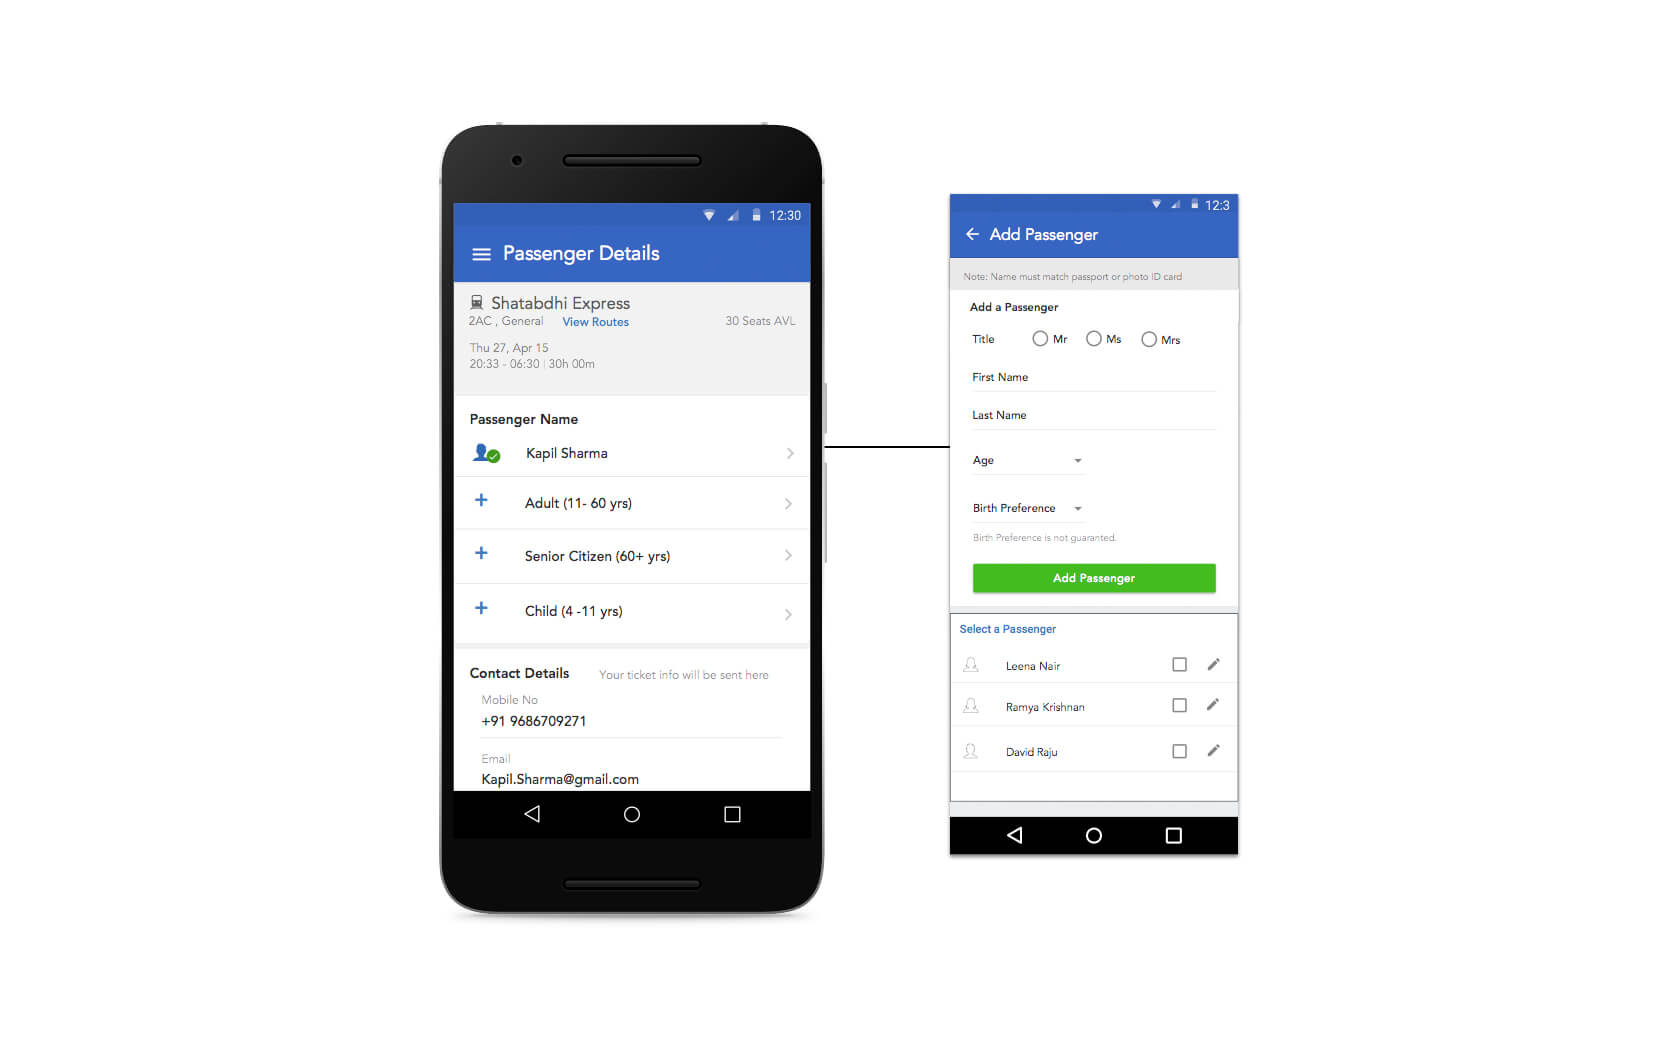 12:30
Passenger Details
Shatabdhi Express
2AC , General View Routes 30 Seats AVL
Thu 27, Apr 15
20:33 - 06:30 | 30h 00m
Passenger Name
Kapil Sharma
+ Adult (11- 60 yrs)
+ Senior Citizen (60+ yrs)
+ Child (4 -11 yrs)
Contact Details Your ticket info will be sent here
Mobile No
+91 9686709271
Email
Kapil.Sharma@gmail.com
12:3
Add Passenger
Note: Name must match passport or photo ID card
Add a Passenger
Title Mr Ms Mrs
First Name
Last Name
Age
Birth Preference
Birth Preference is not guaranted.
Add Passenger
Select a Passenger
Leena Nair
Ramya Krishnan
David Raju